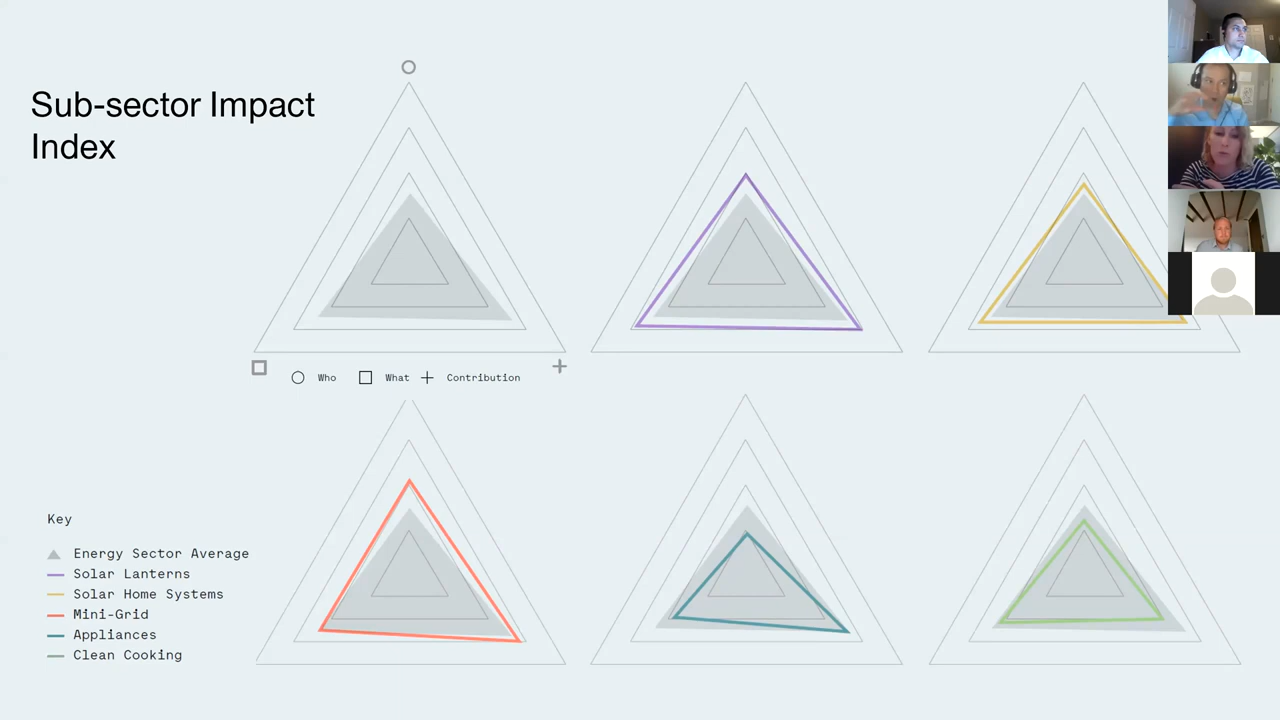 Sub-sector Impact
Index
Who What Contribution
Key
Energy Sector Average
Solar Lanterns
Solar Home Systems
Mini-Grid
Appliances
Clean Cooking